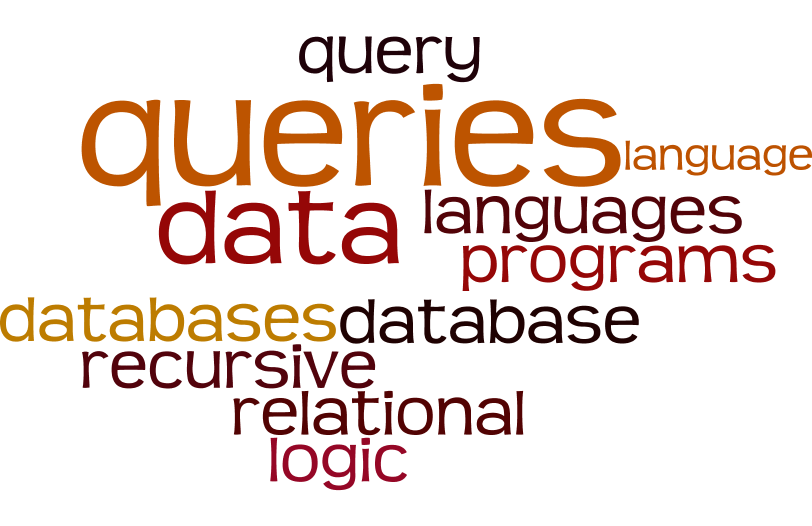 query
queries
language
data
languages
programs
databases
database
recursive
relational
logic